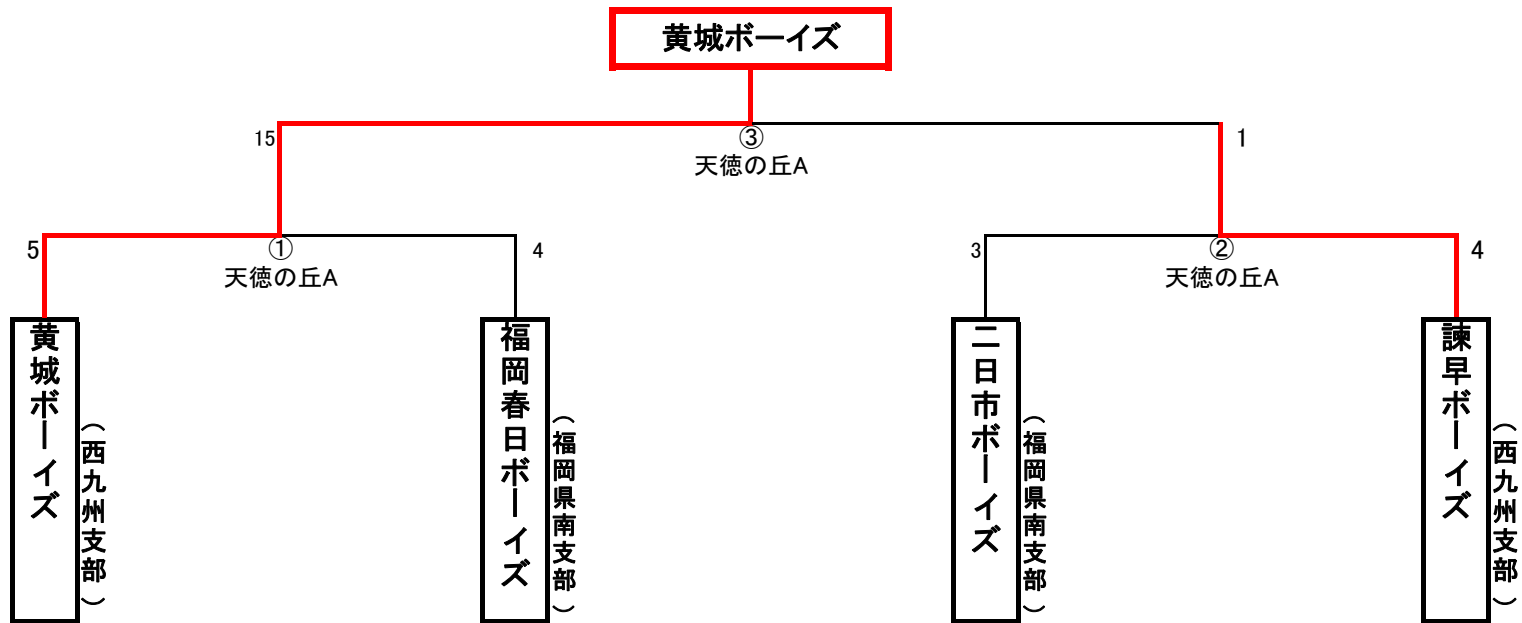 黄城ボーイズ
15
③
1
天徳の丘A
5
①
4
3
②
4
天徳の丘A
天徳の丘A
黄城ボーイズ
（西九州支部）
福岡春日ボーイズ
（福岡県南支部）
二日市ボーイズ
（福岡県南支部）
諫早ボーイズ
（西九州支部）